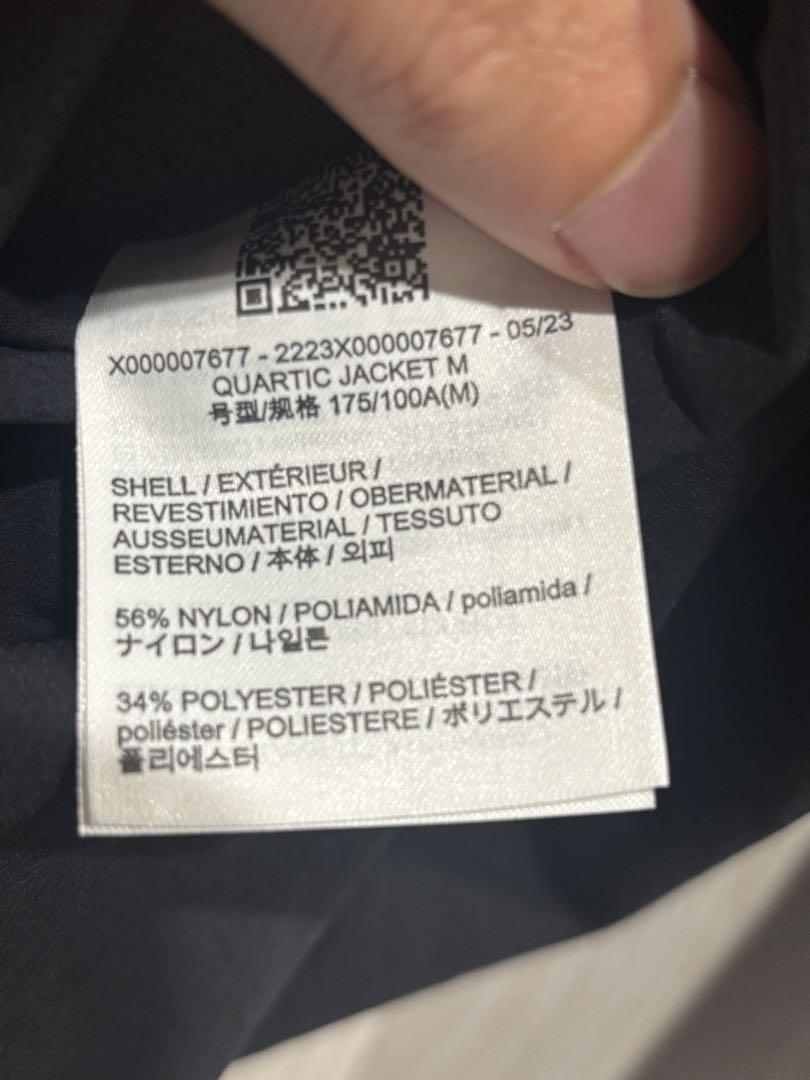 X000007677 - 2223X000007677 - 05/23
QUARTIC JACKET M
号型/规格 175/100A(M)
SHELL / EXTÉRIEUR /
REVESTIMIENTO / OBERMATERIAL /
AUSSEUMATERIAL / TESSUTO
ESTERNO / 本体 / 외피
56% NYLON / POLIAMIDA / poliamida /
ナイロン / 나일론
34% POLYESTER / POLIÉSTER /
poliéster / POLIESTERE / ポリエステル /
폴리에스터